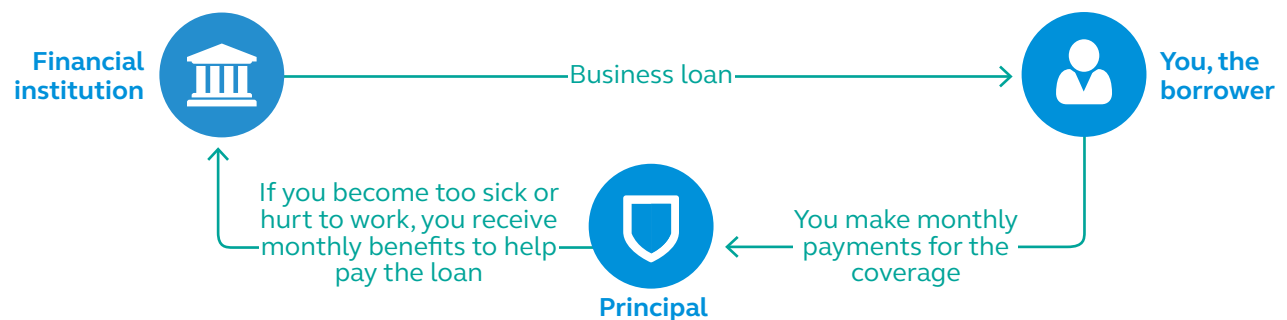 Financial
institution
Business loan
You, the
borrower
If you become too sick or
hurt to work, you receive
monthly benefits to help
pay the loan
You make monthly
payments for the
coverage
Principal